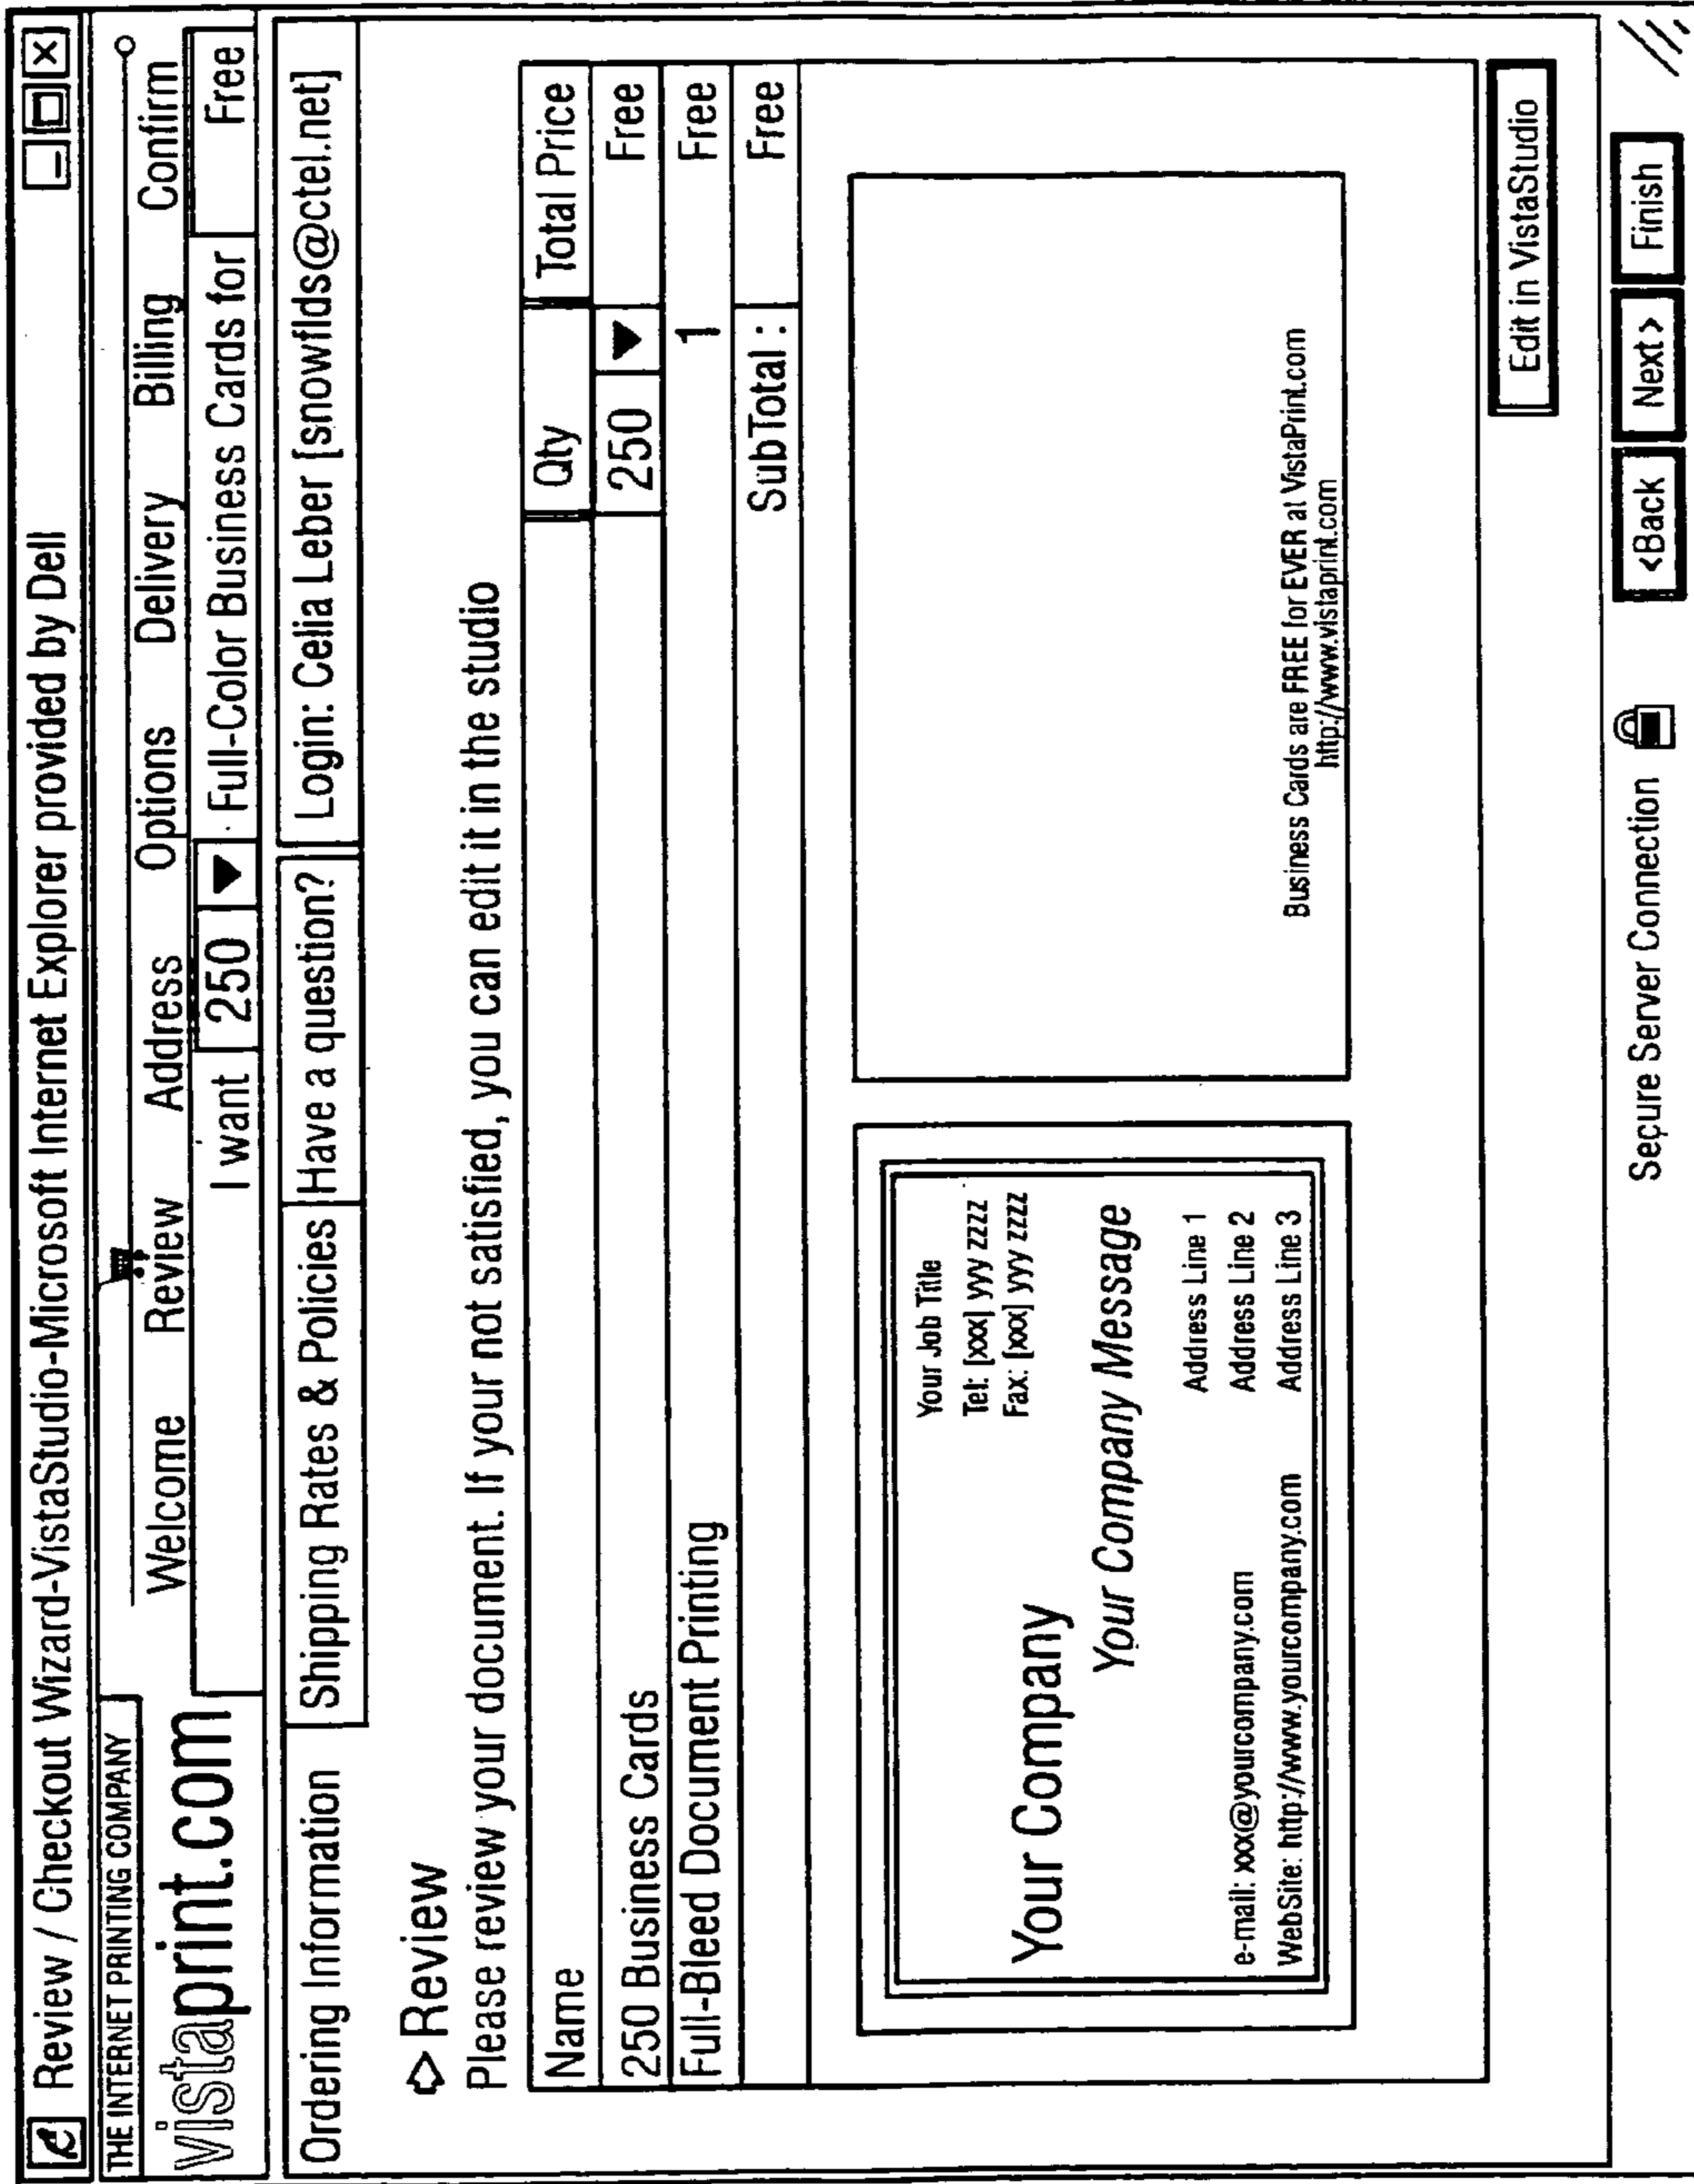 Review / Checkout Wizard-VistaStudio-Microsoft Internet Explorer provided by Dell
THE INTERNET PRINTING COMPANY
vistaprint.com
Welcome Review Address Options Delivery Billing Confirm
I want 250 Full-Color Business Cards for Free
Ordering Information Shipping Rates & Policies Have a question? Login: Celia Leber [snowflds@ctel.net]
Review
Please review your document. If your not satisfied, you can edit it in the studio
Name Qty Total Price
250 Business Cards 250 Free
Full-Bleed Document Printing 1 Free
SubTotal : Free
Your Job Title
Tel: [xxx] yyy zzzz
Fax: [xxx] yyy zzzz
Your Company
Your Company Message
Address Line 1
e-mail: xxx@yourcompany.com Address Line 2
WebSite: http://www.yourcompany.com Address Line 3
Business Cards are FREE for EVER at VistaPrint.com
http://www.vistaprint.com
Edit in VistaStudio
Secure Server Connection <Back Next > Finish